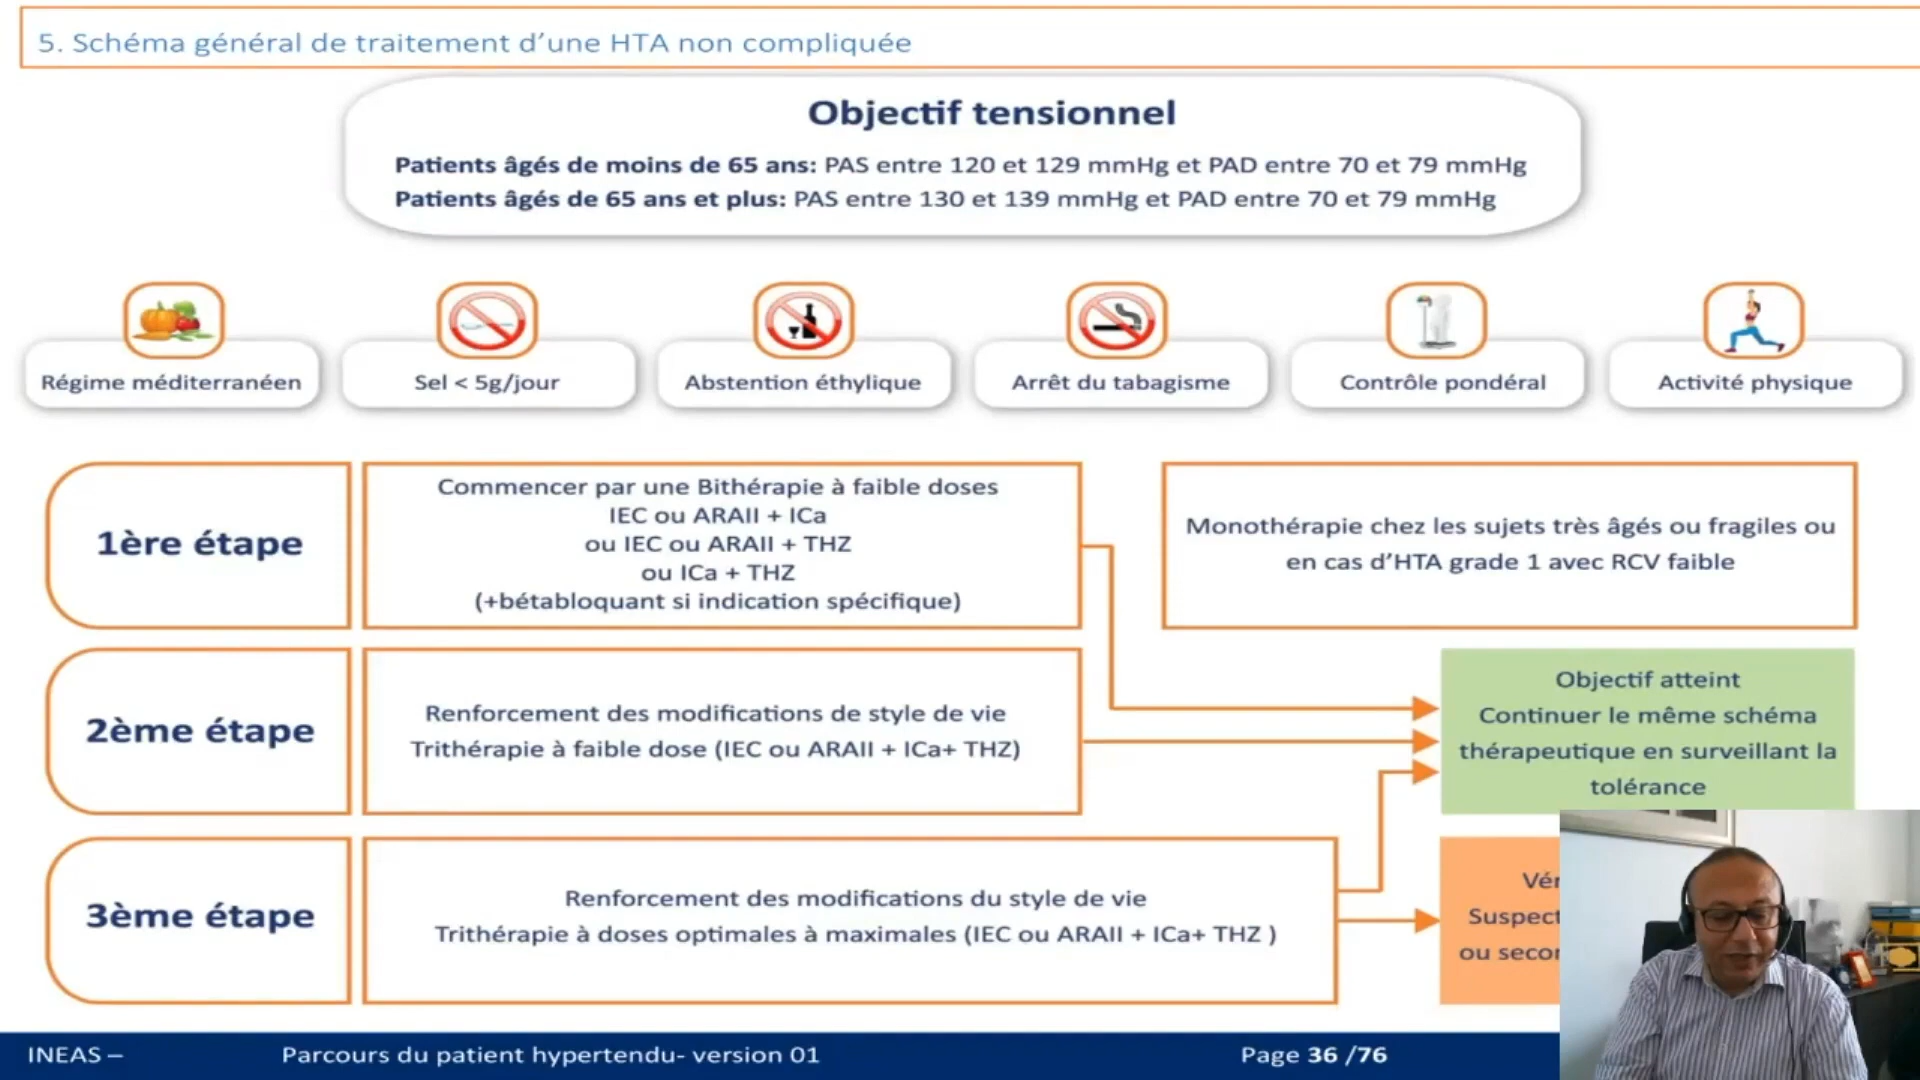 5. Schéma général de traitement d’une HTA non compliquée
Objectif tensionnel
Patients âgés de moins de 65 ans: PAS entre 120 et 129 mmHg et PAD entre 70 et 79 mmHg
Patients âgés de 65 ans et plus: PAS entre 130 et 139 mmHg et PAD entre 70 et 79 mmHg
Régime méditerranéen
Sel < 5g/jour
Abstention éthylique
Arrêt du tabagisme
Contrôle pondéral
Activité physique
1ère étape
Commencer par une Bithérapie à faible doses
IEC ou ARAII + ICa
ou IEC ou ARAII + THZ
ou ICa + THZ
(+bétabloquant si indication spécifique)
Monothérapie chez les sujets très âgés ou fragiles ou
en cas d’HTA grade 1 avec RCV faible
2ème étape
Renforcement des modifications de style de vie
Trithérapie à faible dose (IEC ou ARAII + ICa+ THZ)
Objectif atteint
Continuer le même schéma
thérapeutique en surveillant la
tolérance
3ème étape
Renforcement des modifications du style de vie
Trithérapie à doses optimales à maximales (IEC ou ARAII + ICa+ THZ )
ou
INEAS –
Parcours du patient hypertendu- version 01
Page 36 /76